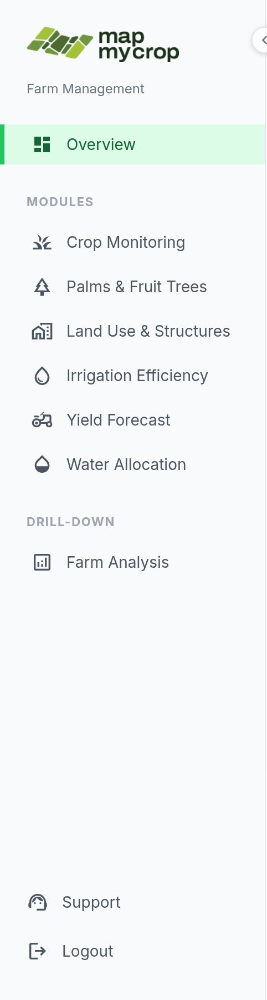 map
mycrop
Farm Management
Overview
MODULES
Crop Monitoring
Palms & Fruit Trees
Land Use & Structures
Irrigation Efficiency
Yield Forecast
Water Allocation
DRILL-DOWN
Farm Analysis
Support
Logout